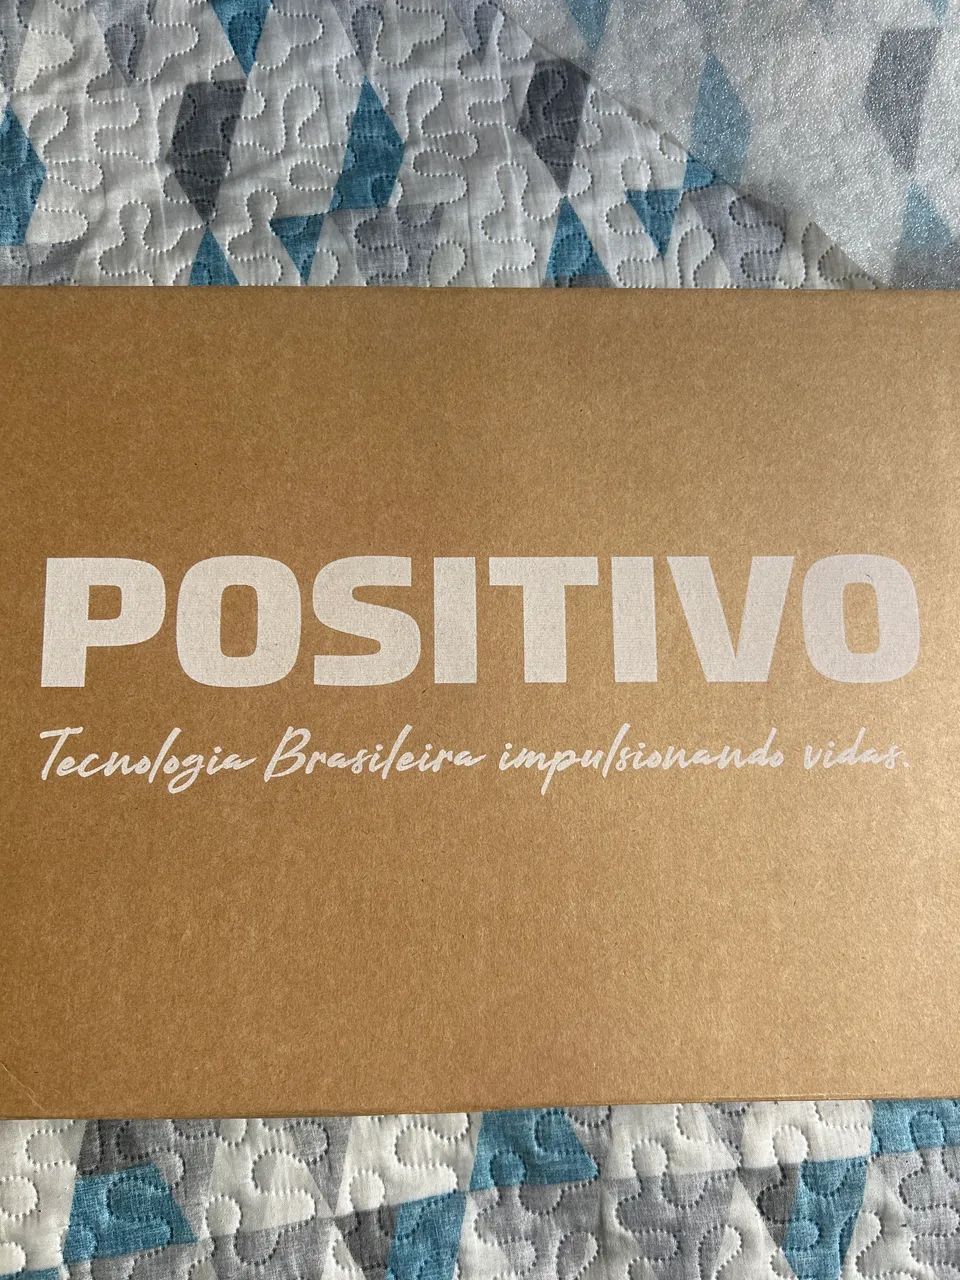 POSITIVO
Tecnologia Brasileira impulsionando vidas.